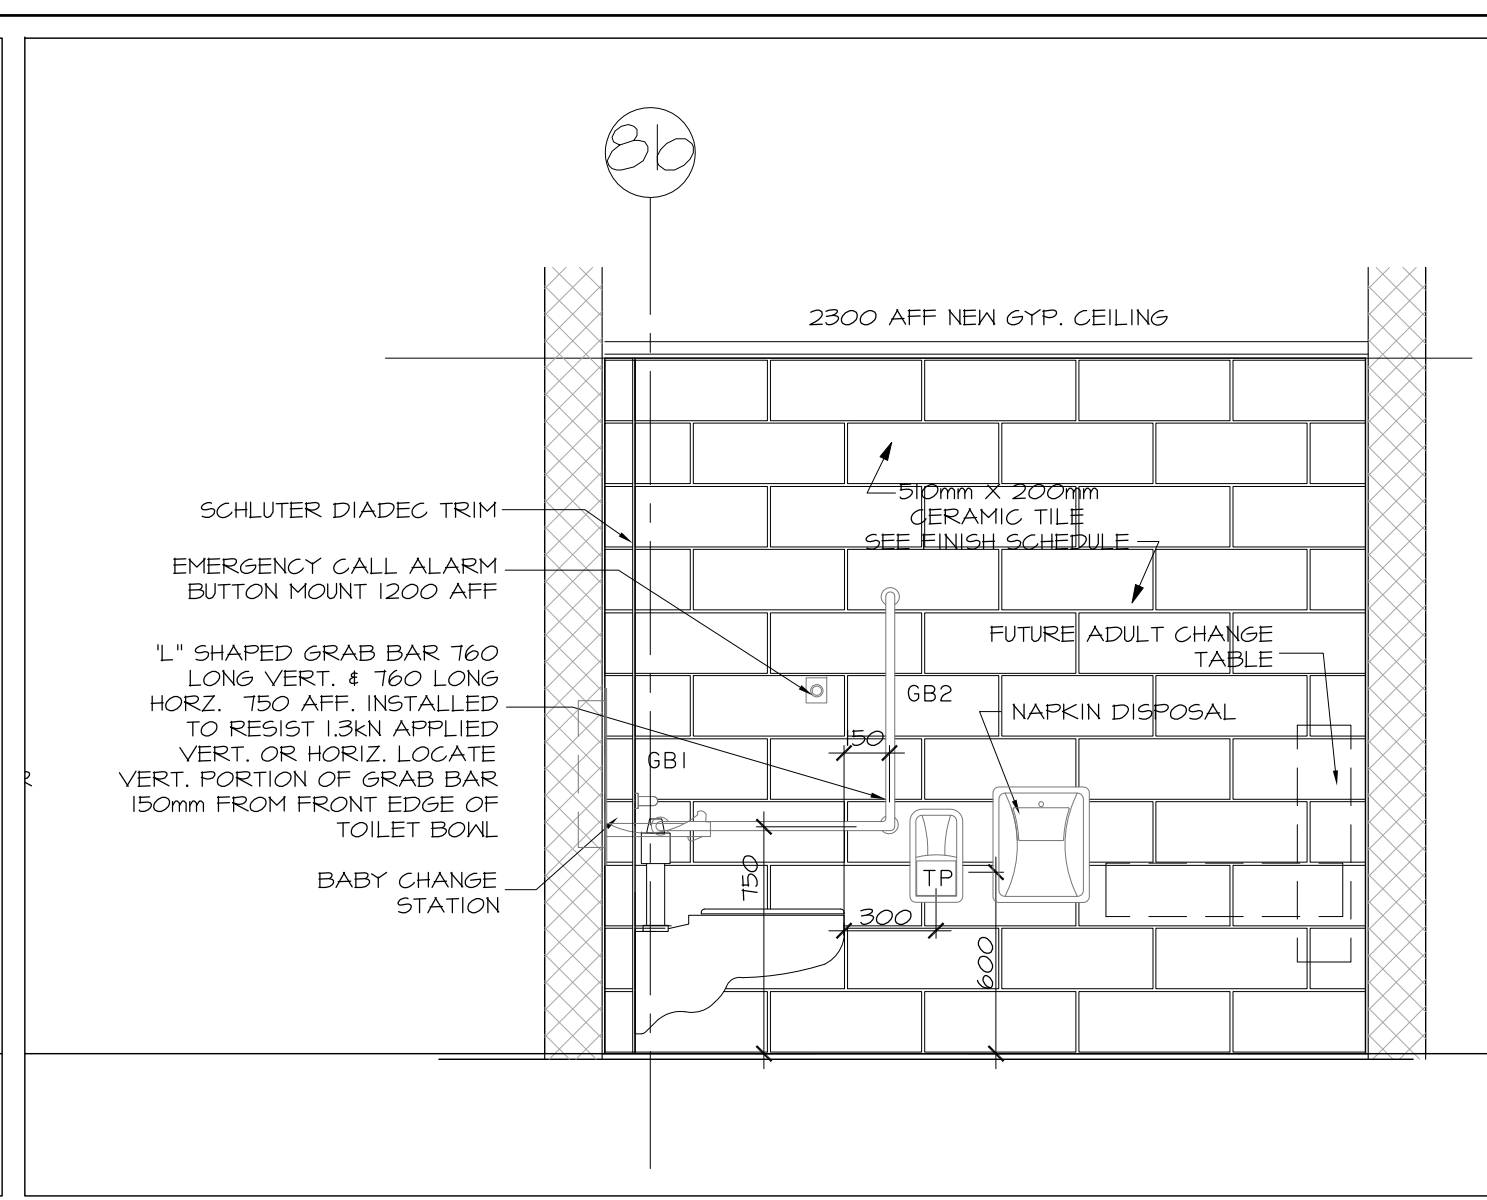 8b
2300 AFF NEW GYP. CEILING
510mm X 200mm
CERAMIC TILE
SEE FINISH SCHEDULE
SCHLUTER DIADEC TRIM
EMERGENCY CALL ALARM
BUTTON MOUNT 1200 AFF
'L" SHAPED GRAB BAR 760
LONG VERT. & 760 LONG
HORZ. 750 AFF. INSTALLED
TO RESIST 1.3kN APPLIED
VERT. OR HORIZ. LOCATE
VERT. PORTION OF GRAB BAR
150mm FROM FRONT EDGE OF
TOILET BOWL
BABY CHANGE
STATION
FUTURE ADULT CHANGE
TABLE
GB2
NAPKIN DISPOSAL
50
GB1
TP
750
300
600